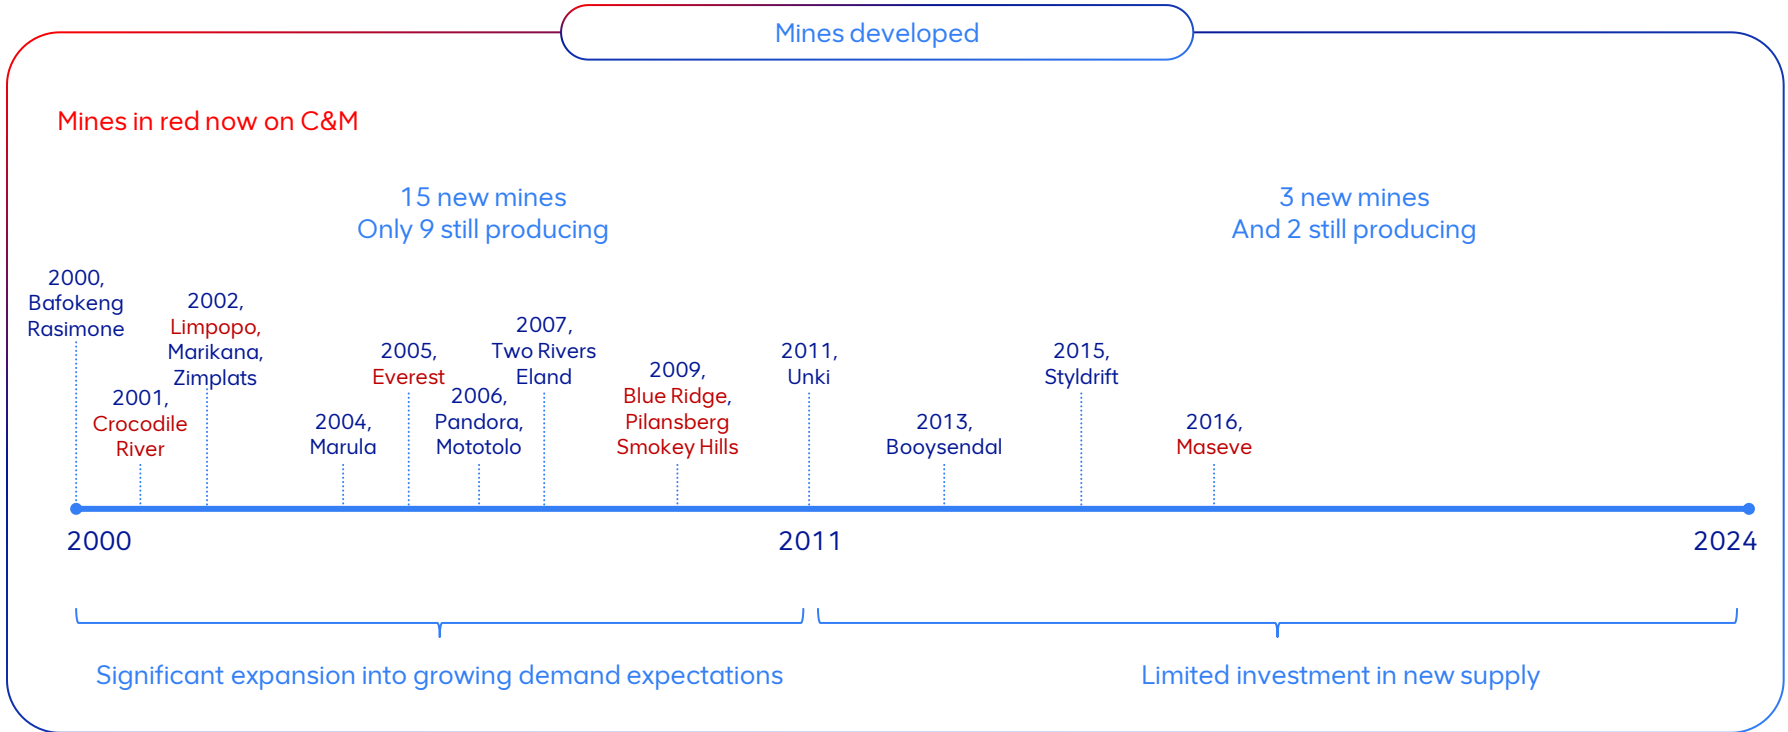 Mines developed
Mines in red now on C&M
15 new mines
Only 9 still producing
3 new mines
And 2 still producing
2000,
Bafokeng
Rasimone
2001,
Crocodile
River
2002,
Limpopo,
Marikana,
Zimplats
2004,
Marula
2005,
Everest
2006,
Pandora,
Mototolo
2007,
Two Rivers
Eland
2009,
Blue Ridge,
Pilansberg
Smokey Hills
2011,
Unki
2013,
Booysendal
2015,
Styldrift
2016,
Maseve
2000
2011
2024
Significant expansion into growing demand expectations
Limited investment in new supply